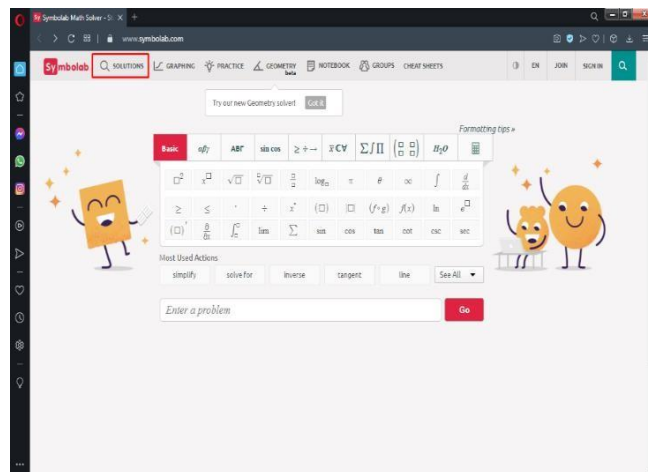 Symbolab Math Solver - St
www.symbolab.com
Symbolab SOLUTIONS GRAPHING PRACTICE GEOMETRY beta NOTEBOOK GROUPS CHEAT SHEETS EN JOIN SIGN IN
Try our new Geometry solver! Got it
Formatting tips »
Basic αβγ ΑΒΓ sin cos ≥ ÷ → x̄ ℂ ∀ ∑ ∫ ∏ (□ □ □ □) H₂O
□² x^□ √□ ⁿ√□ □/□ log□ π θ ∞ ∫ d/dx
≥ ≤ · ÷ x° (□) |□| (f∘g) f(x) ln e^□
(□)' ∂/∂x ∫ lim ∑ sin cos tan cot csc sec
Most Used Actions
simplify solve for inverse tangent line See All
Enter a problem Go